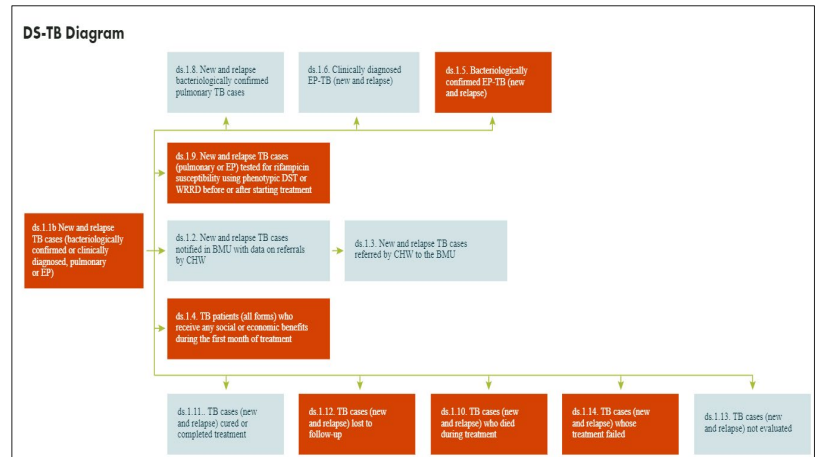 DS-TB Diagram
ds.1.8. New and relapse
bacteriologically confirmed
pulmonary TB cases
ds.1.6. Clinically diagnosed
EP-TB (new and relapse)
ds.1.5. Bacteriologically
confirmed EP-TB (new
and relapse)
ds.1.9. New and relapse TB cases
(pulmonary or EP) tested for rifampicin
susceptibility using phenotypic DST or
WRRD before or after starting treatment
ds.1.1b New and relapse
TB cases (bacteriologically
confirmed or clinically
diagnosed, pulmonary
or EP)
ds.1.2. New and relapse TB cases
notified in BMU with data on referrals
by CHW
ds.1.3. New and relapse TB cases
referred by CHW to the BMU
ds.1.4. TB patients (all forms) who
receive any social or economic benefits
during the first month of treatment
ds.1.11.. TB cases (new
and relapse) cured or
completed treatment
ds.1.12. TB cases (new
and relapse) lost to
follow-up
ds.1.10. TB cases (new
and relapse) who died
during treatment
ds.1.14. TB cases (new
and relapse) whose
treatment failed
ds.1.13. TB cases (new
and relapse) not evaluated